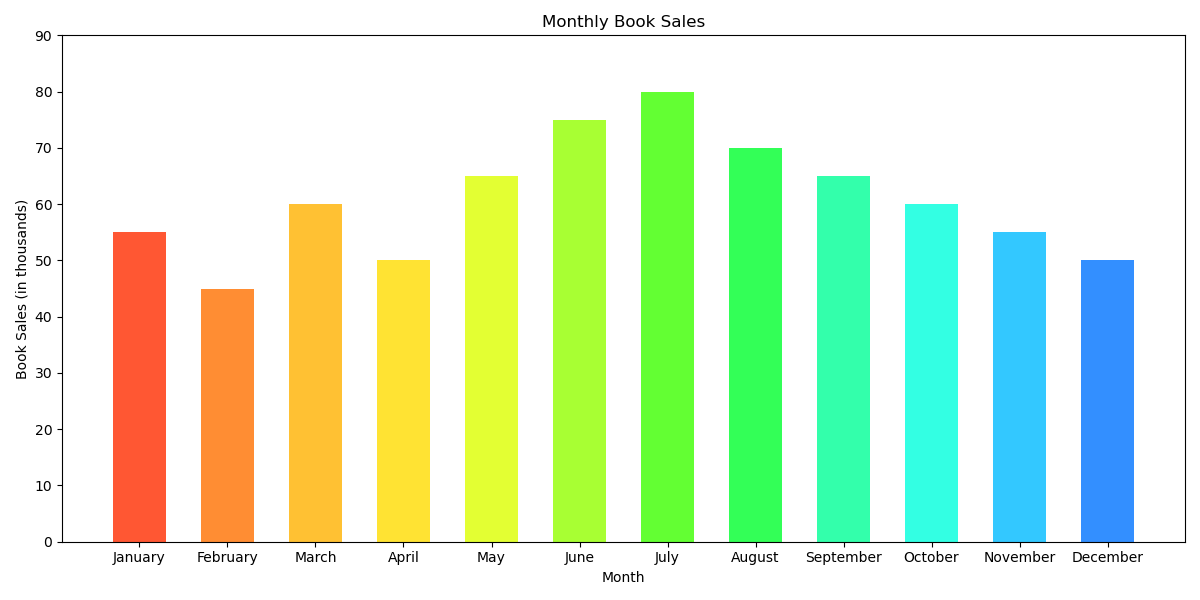 Monthly Book Sales
Book Sales (in thousands)
90
80
70
60
50
40
30
20
10
0
January February March April May June July August September October November December
Month